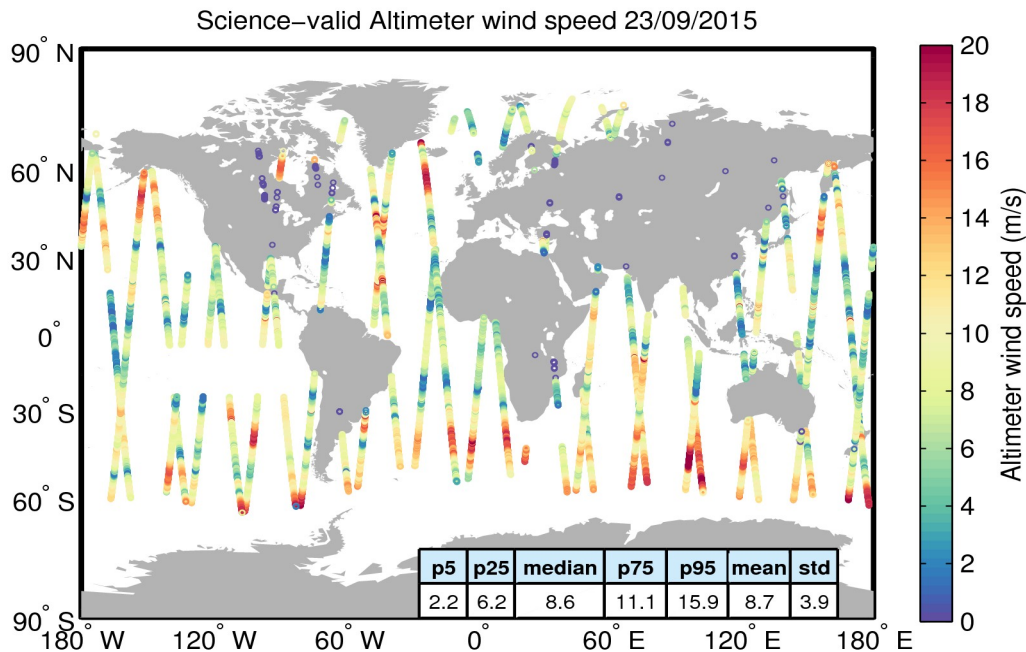 Science−valid Altimeter wind speed 23/09/2015
90° N
60° N
30° N
0°
30° S
60° S
90° S
180° W
120° W
60° W
0°
60° E
120° E
180° E
p5 p25 median p75 p95 mean std
2.2 6.2 8.6 11.1 15.9 8.7 3.9
20
18
16
14
12
10
8
6
4
2
0
Altimeter wind speed (m/s)